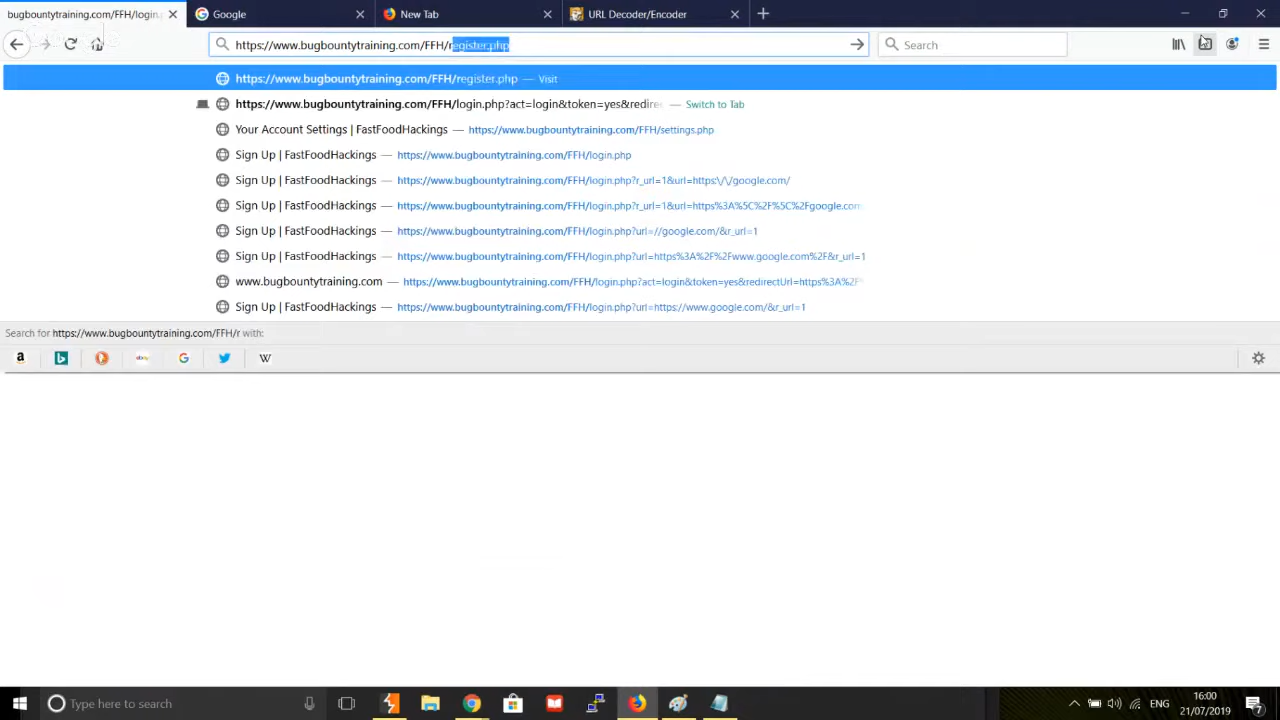 bugbountytraining.com/FFH/login.
Google
New Tab
URL Decoder/Encoder
https://www.bugbountytraining.com/FFH/register.php
Search
https://www.bugbountytraining.com/FFH/register.php — Visit
https://www.bugbountytraining.com/FFH/login.php?act=login&token=yes&redirec — Switch to Tab
Your Account Settings | FastFoodHackings — https://www.bugbountytraining.com/FFH/settings.php
Sign Up | FastFoodHackings — https://www.bugbountytraining.com/FFH/login.php
Sign Up | FastFoodHackings — https://www.bugbountytraining.com/FFH/login.php?r_url=1&url=https:\/\/google.com/
Sign Up | FastFoodHackings — https://www.bugbountytraining.com/FFH/login.php?r_url=1&url=https%3A%5C%2F%5C%2Fgoogle.com
Sign Up | FastFoodHackings — https://www.bugbountytraining.com/FFH/login.php?url=//google.com/&r_url=1
Sign Up | FastFoodHackings — https://www.bugbountytraining.com/FFH/login.php?url=https%3A%2F%2Fwww.google.com%2F&r_url=1
www.bugbountytraining.com — https://www.bugbountytraining.com/FFH/login.php?act=login&token=yes&redirectUrl=https%3A%2F
Sign Up | FastFoodHackings — https://www.bugbountytraining.com/FFH/login.php?url=https://www.google.com/&r_url=1
Search for https://www.bugbountytraining.com/FFH/r with:
Type here to search
ENG
16:00
21/07/2019
7